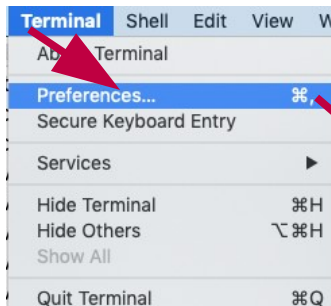 Terminal Shell Edit View
Terminal
Preferences... ⌘,
Secure Keyboard Entry
Services ▶
Hide Terminal ⌘H
Hide Others ⌥⌘H
Show All
Quit Terminal ⌘Q